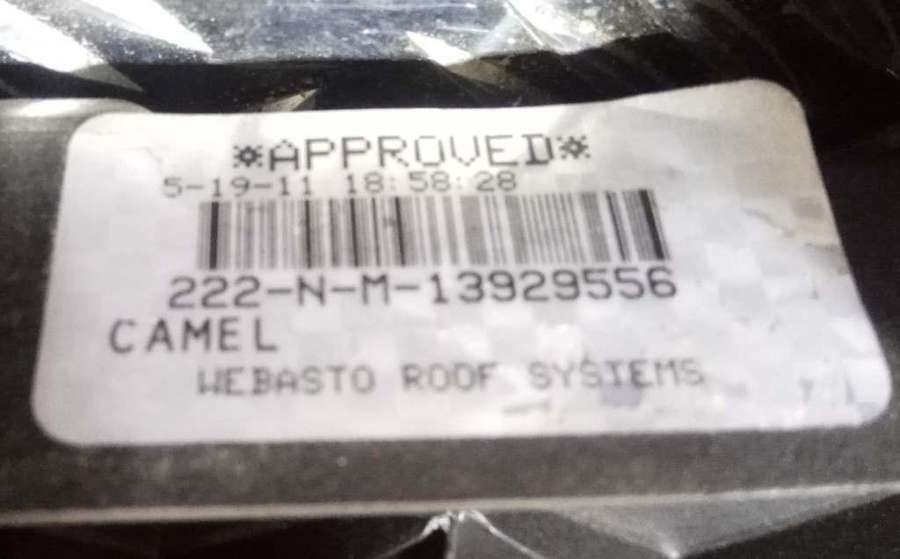 *APPROVED*
5-19-11 18:58:28
222-N-M-13929556
CAMEL
WEBASTO ROOF SYSTEMS